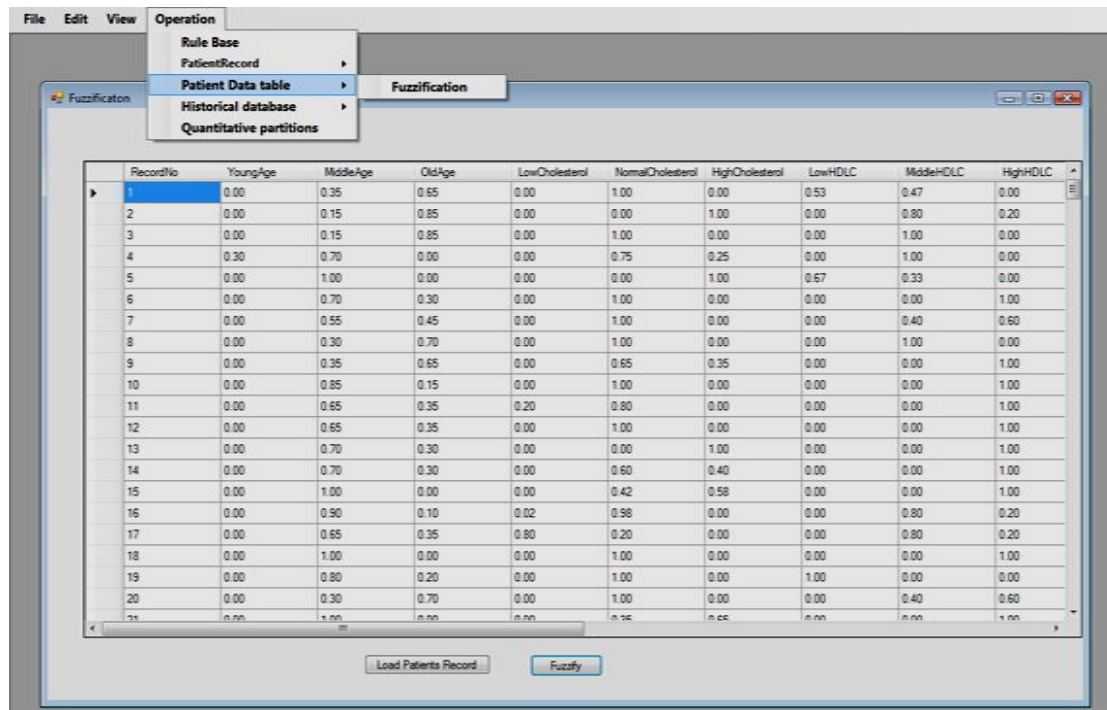 File Edit View Operation
Rule Base
PatientRecord
Patient Data table Fuzzification
Fuzzificaton
Historical database
Quantitative partitions
RecordNo YoungAge MiddleAge OldAge LowCholesterol NormalCholesterol HighCholesterol LowHDLC MiddleHDLC HighHDLC
1 0.00 0.35 0.65 0.00 1.00 0.00 0.53 0.47 0.00
2 0.00 0.15 0.85 0.00 0.00 1.00 0.00 0.80 0.20
3 0.00 0.15 0.85 0.00 1.00 0.00 0.00 1.00 0.00
4 0.30 0.70 0.00 0.00 0.75 0.25 0.00 1.00 0.00
5 0.00 1.00 0.00 0.00 0.00 1.00 0.67 0.33 0.00
6 0.00 0.70 0.30 0.00 1.00 0.00 0.00 0.00 1.00
7 0.00 0.55 0.45 0.00 1.00 0.00 0.00 0.40 0.60
8 0.00 0.30 0.70 0.00 1.00 0.00 0.00 1.00 0.00
9 0.00 0.35 0.65 0.00 0.65 0.35 0.00 0.00 1.00
10 0.00 0.85 0.15 0.00 1.00 0.00 0.00 0.00 1.00
11 0.00 0.65 0.35 0.20 0.80 0.00 0.00 0.00 1.00
12 0.00 0.65 0.35 0.00 1.00 0.00 0.00 0.00 1.00
13 0.00 0.70 0.30 0.00 0.00 1.00 0.00 0.00 1.00
14 0.00 0.70 0.30 0.00 0.60 0.40 0.00 0.00 1.00
15 0.00 1.00 0.00 0.00 0.42 0.58 0.00 0.00 1.00
16 0.00 0.90 0.10 0.02 0.98 0.00 0.00 0.80 0.20
17 0.00 0.65 0.35 0.80 0.20 0.00 0.00 0.80 0.20
18 0.00 1.00 0.00 0.00 1.00 0.00 0.00 0.00 1.00
19 0.00 0.80 0.20 0.00 1.00 0.00 1.00 0.00 0.00
20 0.00 0.30 0.70 0.00 1.00 0.00 0.00 0.40 0.60
21 0.00 1.00 0.00 0.00 0.35 0.65 0.00 0.00 1.00
Load Patients Record Fuzzify